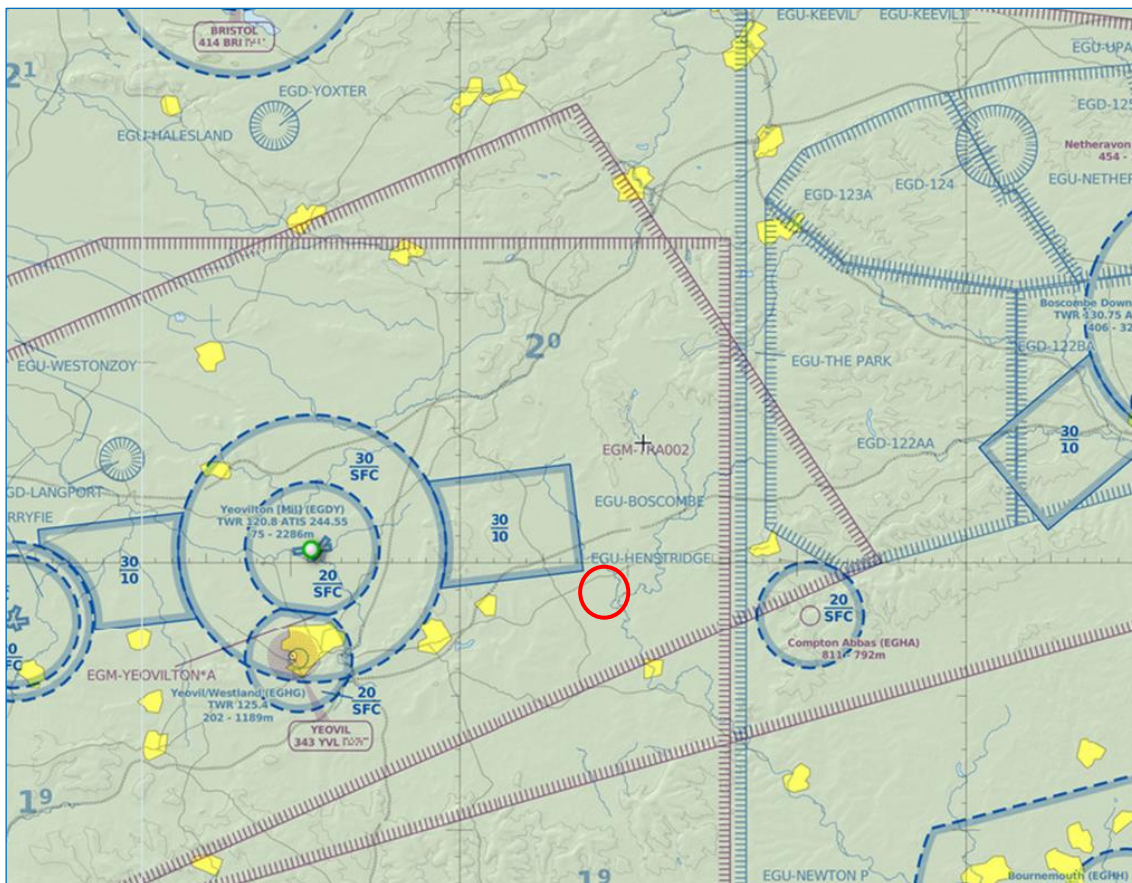 BRISTOL
414 BRI
EGU-KEEVIL
EGU-KEEVIL1
EGU-UPA
2¹
EGD-YOXTER
EGD-125
EGU-HALESLAND
Netheravon
454 -
EGD-124
EGU-NETHER
EGD-123A
Boscombe Down
TWR 130.75 A
406 - 32
2⁰
EGD-122BA
EGU-WESTONZOY
EGU-THE PARK
EGM-TRA002
EGD-122AA
30
10
30
SFC
GD-LANGPORT
RRYFIE
Yeovilton [Mil] (EGDY)
TWR 120.8 ATIS 244.55
75 - 2286m
EGU-BOSCOMBE
30
10
EGU-HENSTRIDGE
30
10
20
SFC
20
SFC
Compton Abbas (EGHA)
811 - 792m
FC
EGM-YEOVILTON*A
Yeovil/Westland (EGHG)
TWR 125.4
202 - 1189m
20
SFC
YEOVIL
343 YVL
1⁹
1⁹
EGU-NEWTON P
Bournemouth (EGHH)